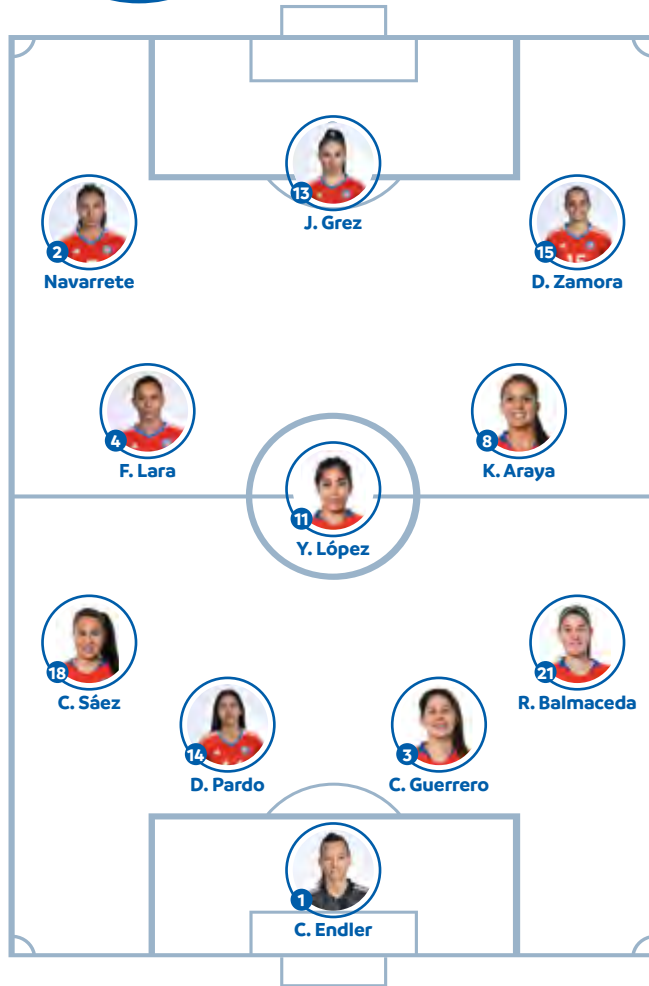 13
J. Grez
2
Navarrete
15
D. Zamora
4
F. Lara
8
K. Araya
11
Y. López
18
C. Sáez
21
R. Balmaceda
14
D. Pardo
3
C. Guerrero
1
C. Endler